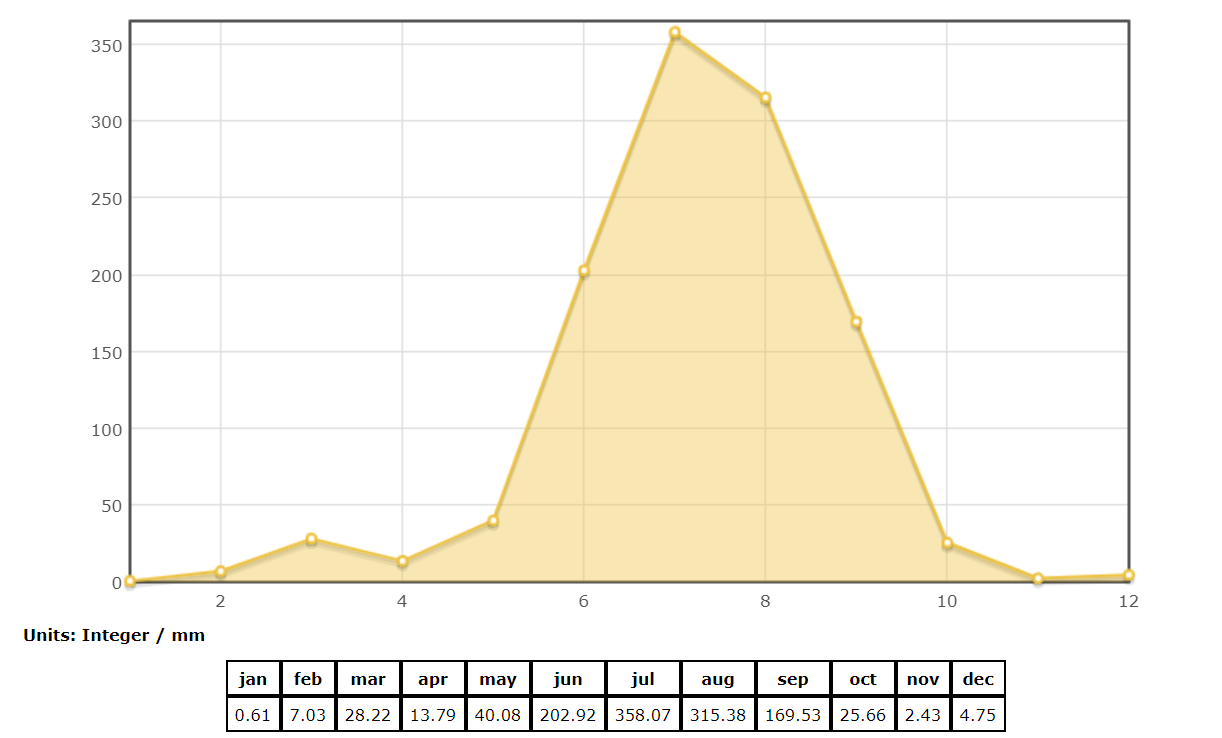 350
300
250
200
150
100
50
0
2 4 6 8 10 12
Units: Integer / mm
jan feb mar apr may jun jul aug sep oct nov dec
0.61 7.03 28.22 13.79 40.08 202.92 358.07 315.38 169.53 25.66 2.43 4.75